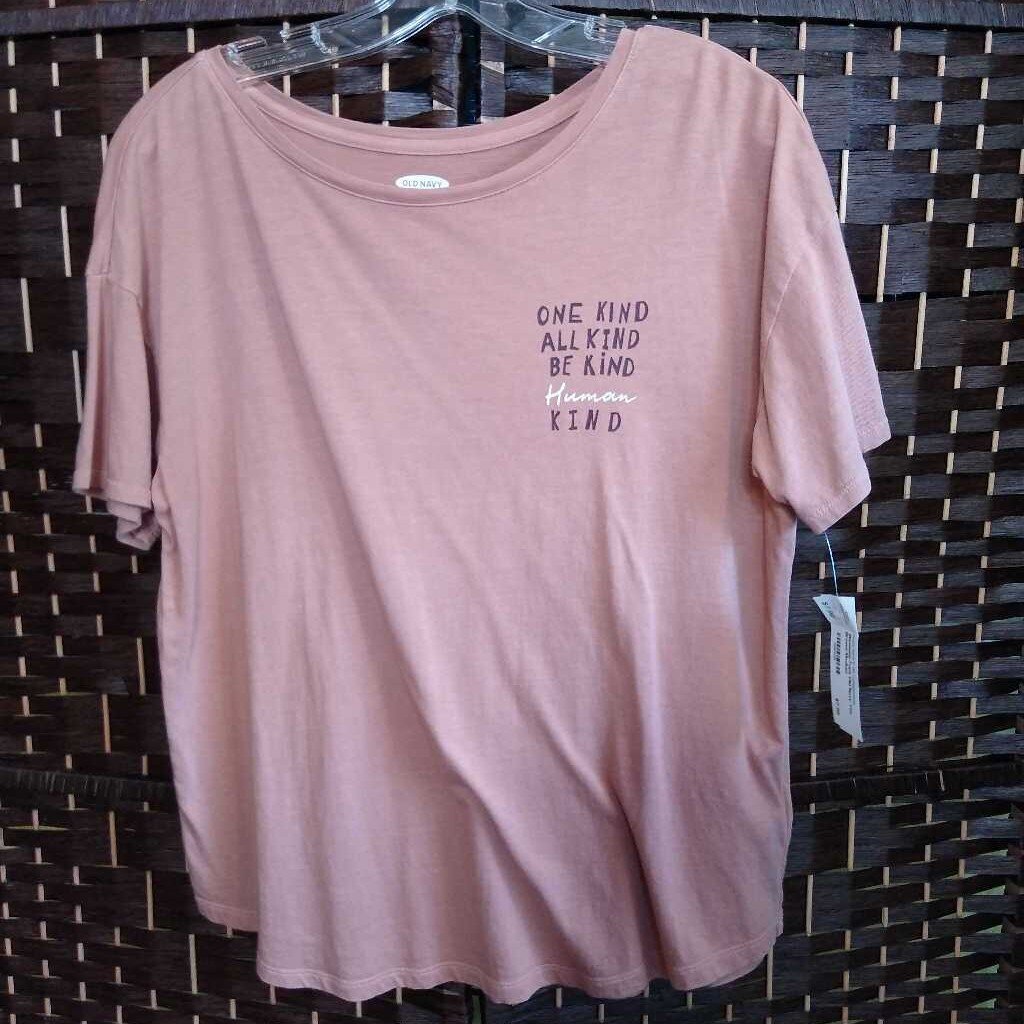 OLD NAVY
ONE KIND
ALL KIND
BE KIND
Human
KIND